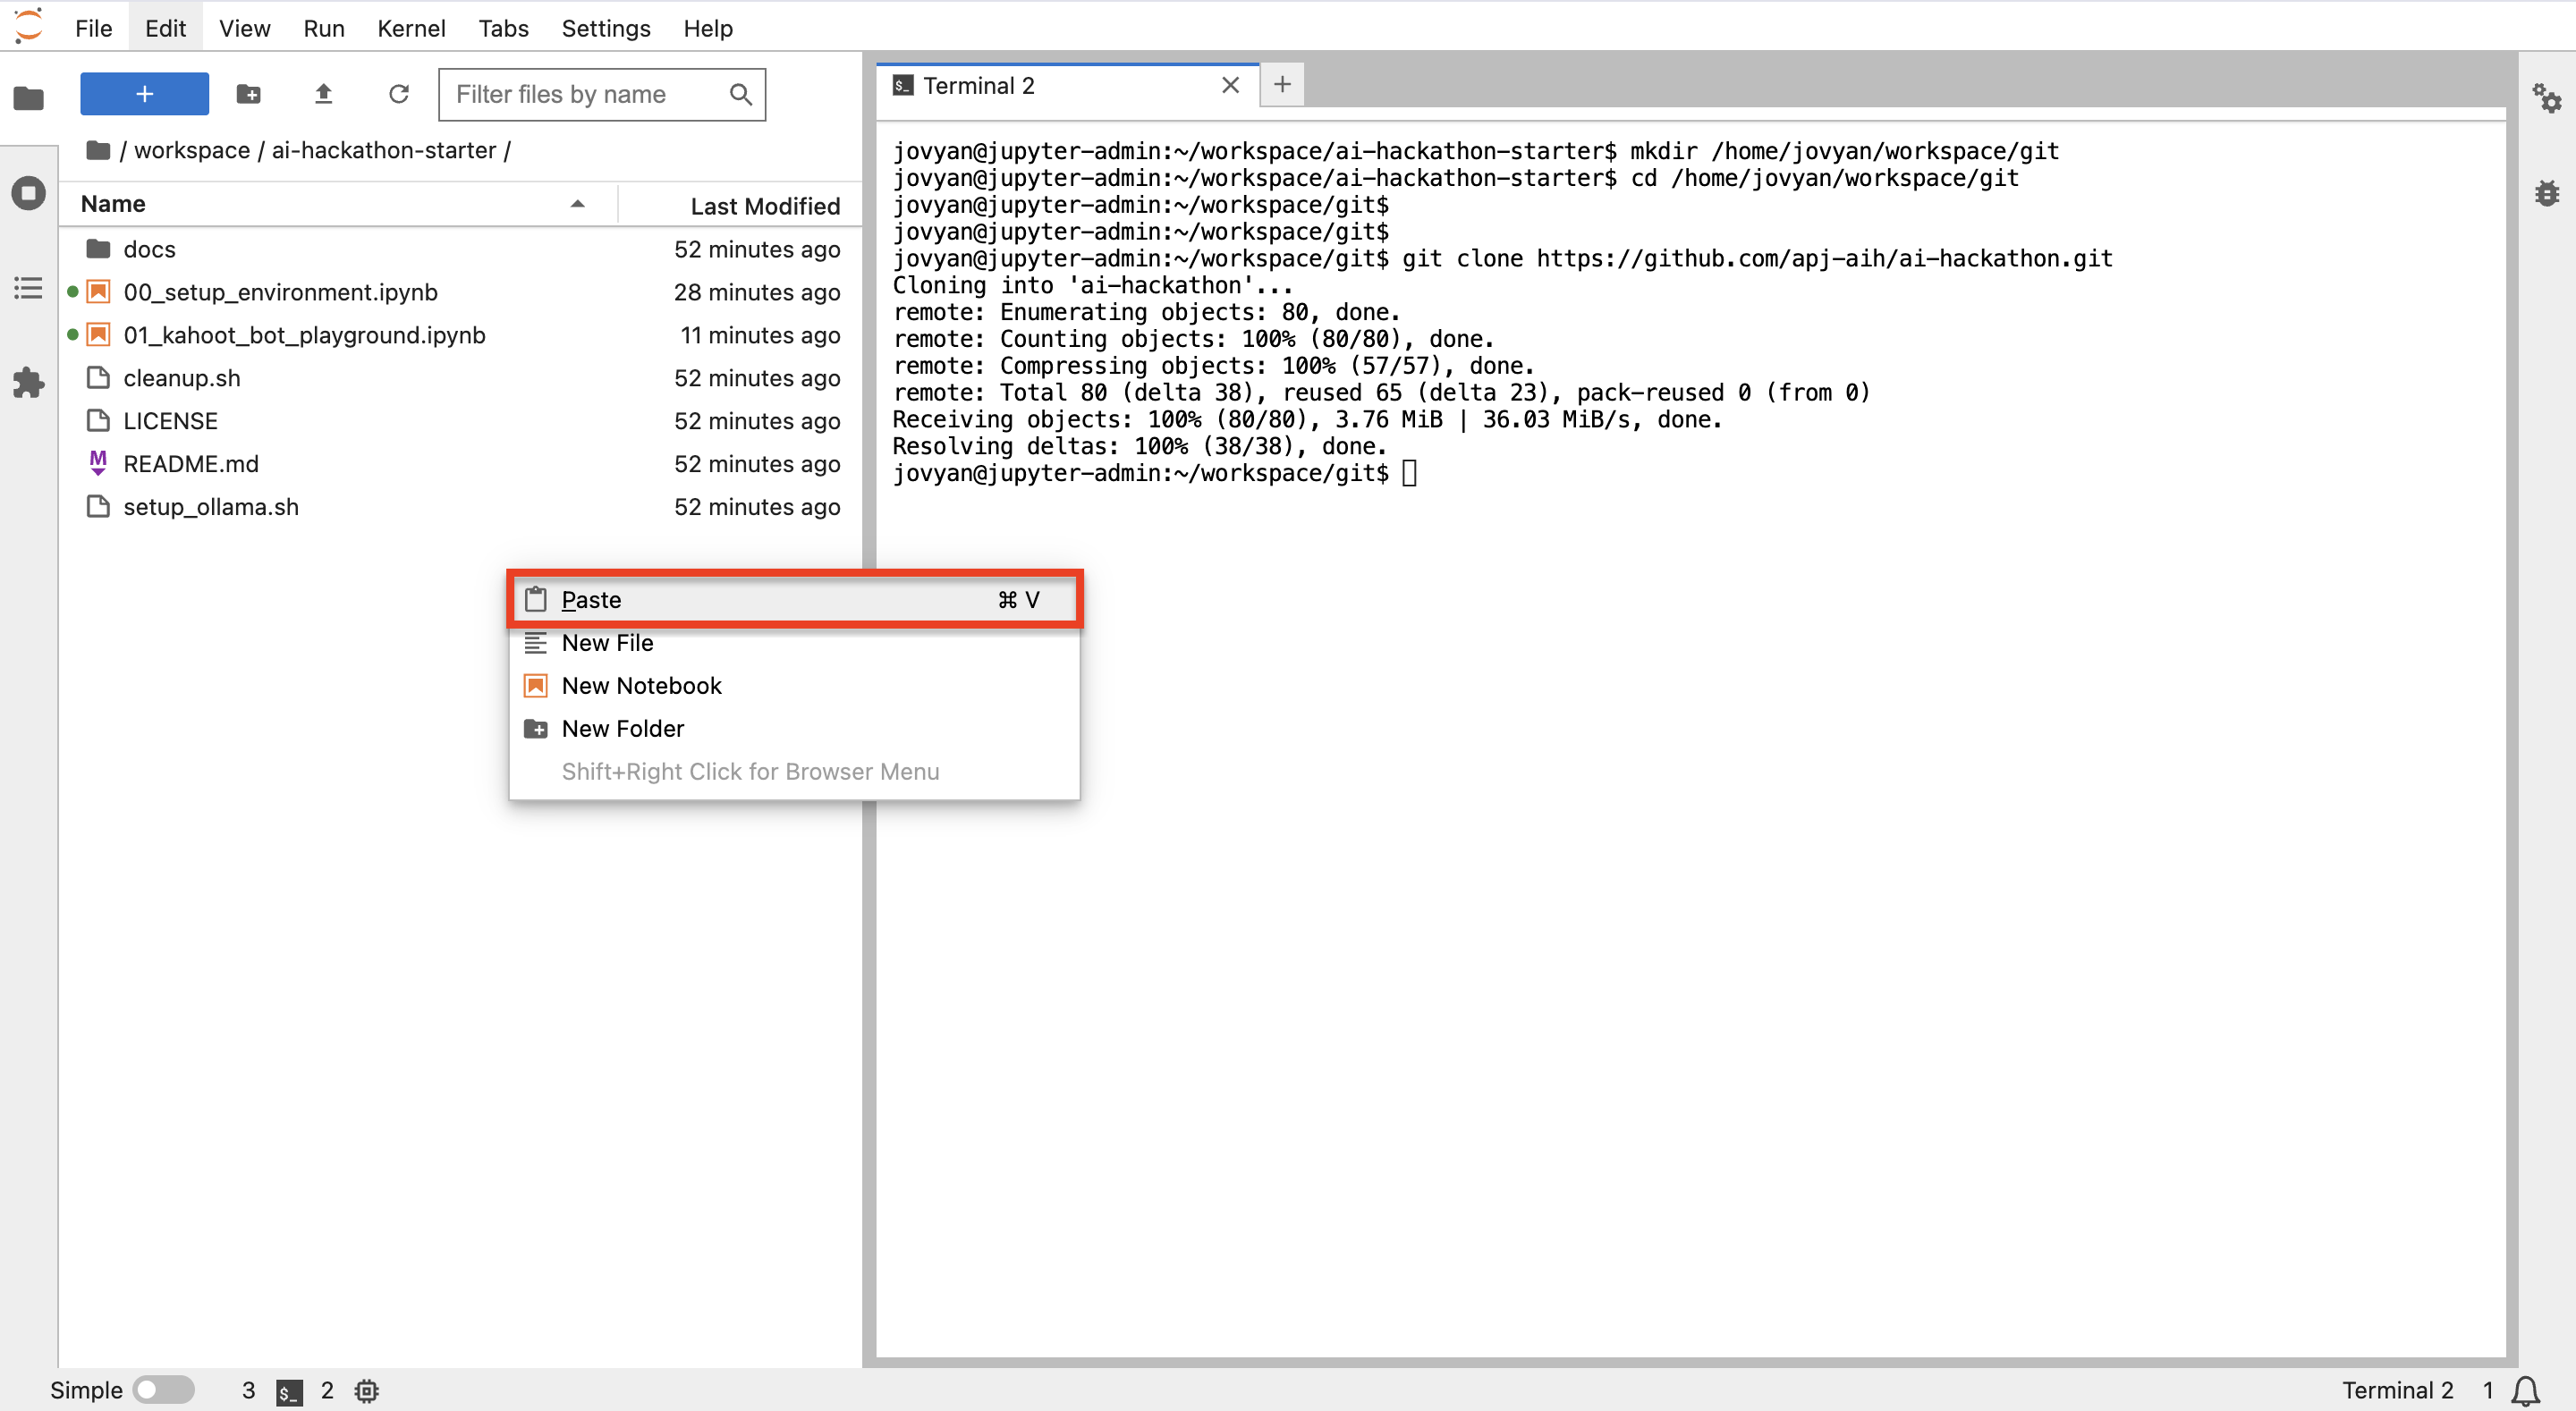 File Edit View Run Kernel Tabs Settings Help
+
Filter files by name
/ workspace / ai-hackathon-starter /
Name Last Modified
docs 52 minutes ago
00_setup_environment.ipynb 28 minutes ago
01_kahoot_bot_playground.ipynb 11 minutes ago
cleanup.sh 52 minutes ago
LICENSE 52 minutes ago
M README.md 52 minutes ago
setup_ollama.sh 52 minutes ago
Paste ⌘ V
New File
New Notebook
New Folder
Shift+Right Click for Browser Menu
$_ Terminal 2 +
jovyan@jupyter-admin:~/workspace/ai-hackathon-starter$ mkdir /home/jovyan/workspace/git
jovyan@jupyter-admin:~/workspace/ai-hackathon-starter$ cd /home/jovyan/workspace/git
jovyan@jupyter-admin:~/workspace/git$
jovyan@jupyter-admin:~/workspace/git$
jovyan@jupyter-admin:~/workspace/git$ git clone https://github.com/apj-aih/ai-hackathon.git
Cloning into 'ai-hackathon'...
remote: Enumerating objects: 80, done.
remote: Counting objects: 100% (80/80), done.
remote: Compressing objects: 100% (57/57), done.
remote: Total 80 (delta 38), reused 65 (delta 23), pack-reused 0 (from 0)
Receiving objects: 100% (80/80), 3.76 MiB | 36.03 MiB/s, done.
Resolving deltas: 100% (38/38), done.
jovyan@jupyter-admin:~/workspace/git$
Simple 3 $_ 2 Terminal 2 1